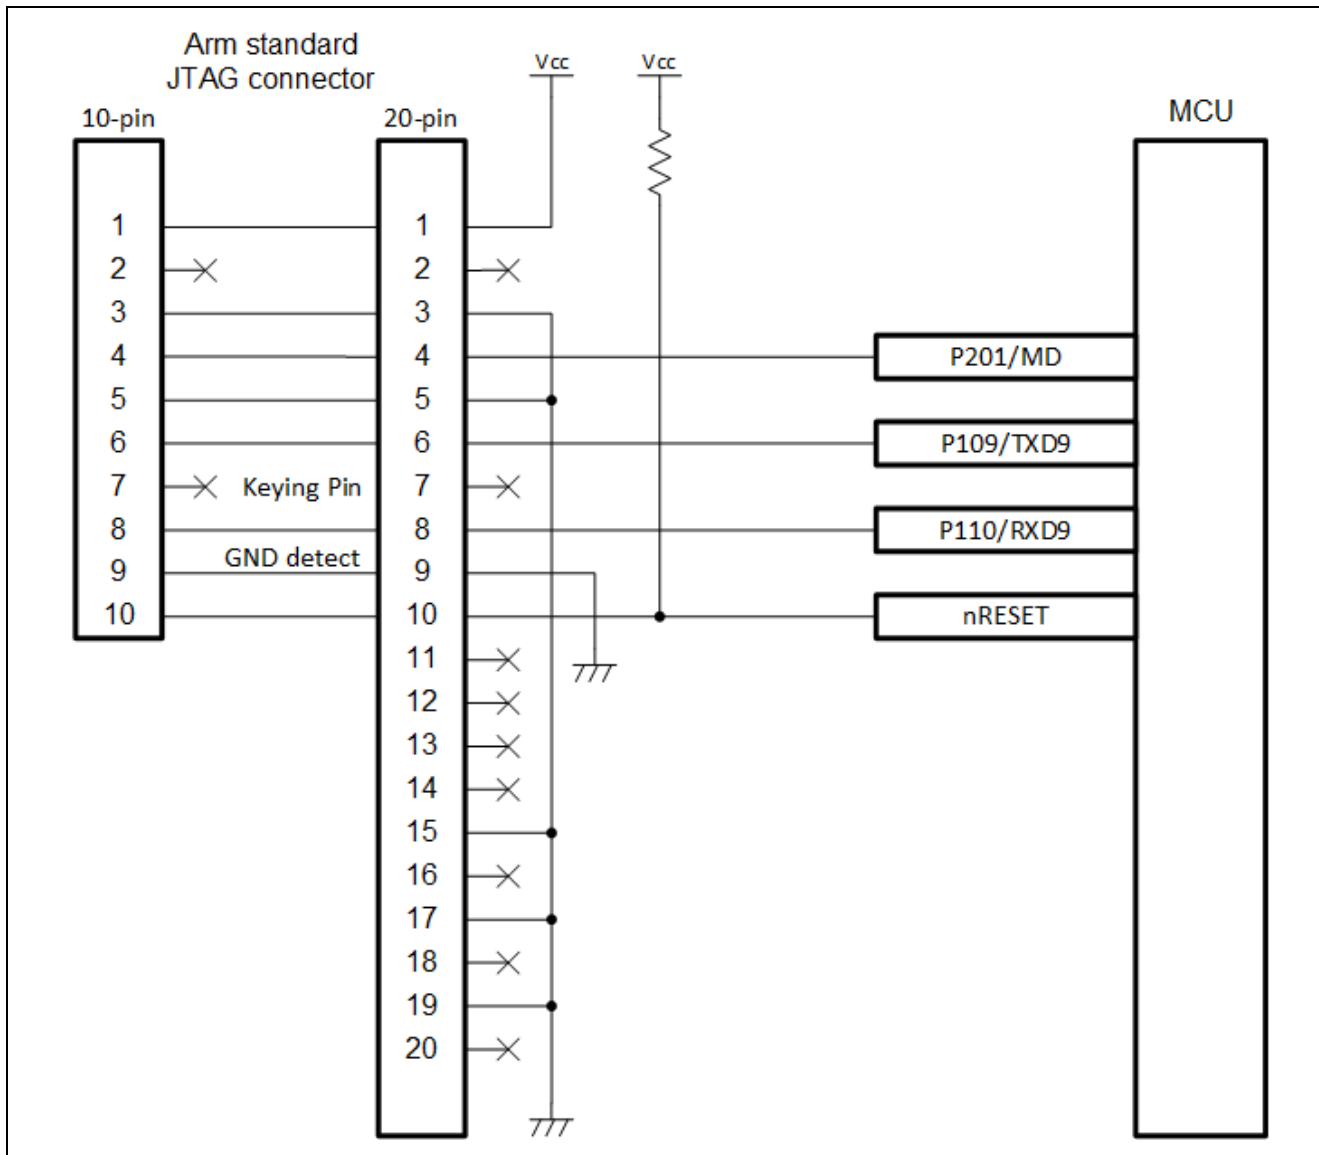 Arm standard
JTAG connector
Vcc
Vcc
10-pin
20-pin
MCU
1
1
2
2
3
3
4
4
P201/MD
5
5
6
6
P109/TXD9
7
Keying Pin
7
8
8
P110/RXD9
GND detect
9
9
10
10
nRESET
11
12
13
14
15
16
17
18
19
20